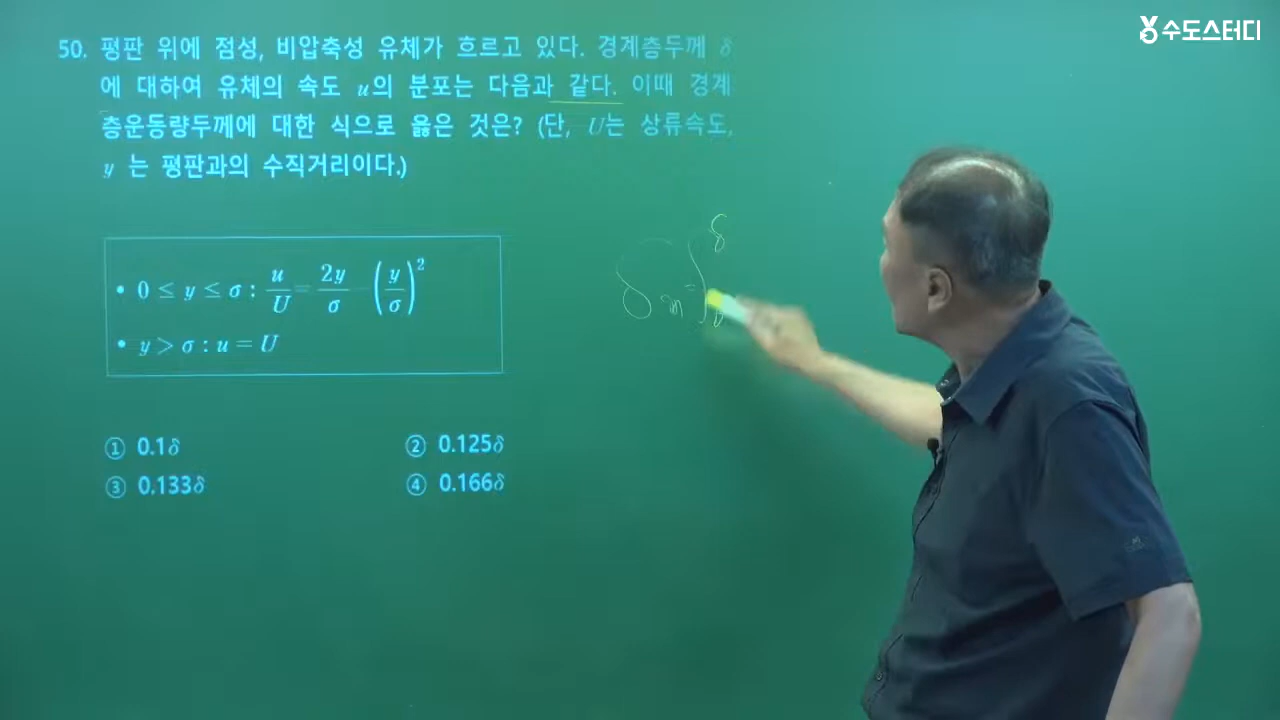 수도스터디
50. 평판 위에 점성, 비압축성 유체가 흐르고 있다. 경계층두께 δ
에 대하여 유체의 속도 u의 분포는 다음과 같다. 이때 경계
층운동량두께에 대한 식으로 옳은 것은? (단, U는 상류속도,
y 는 평판과의 수직거리이다.)
• 0 ≤ y ≤ σ : u/U = 2y/σ - (y/σ)²
• y > σ : u = U
① 0.1δ ② 0.125δ
③ 0.133δ ④ 0.166δ
δm = ∫ δ